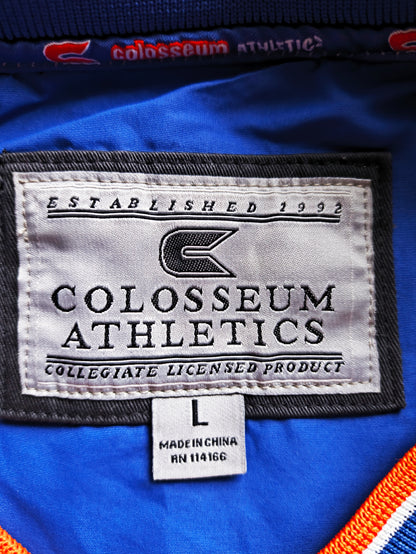 colosseum ATHLETICS
ESTABLISHED 1992
COLOSSEUM
ATHLETICS
COLLEGIATE LICENSED PRODUCT
L
MADE IN CHINA
RN 114166